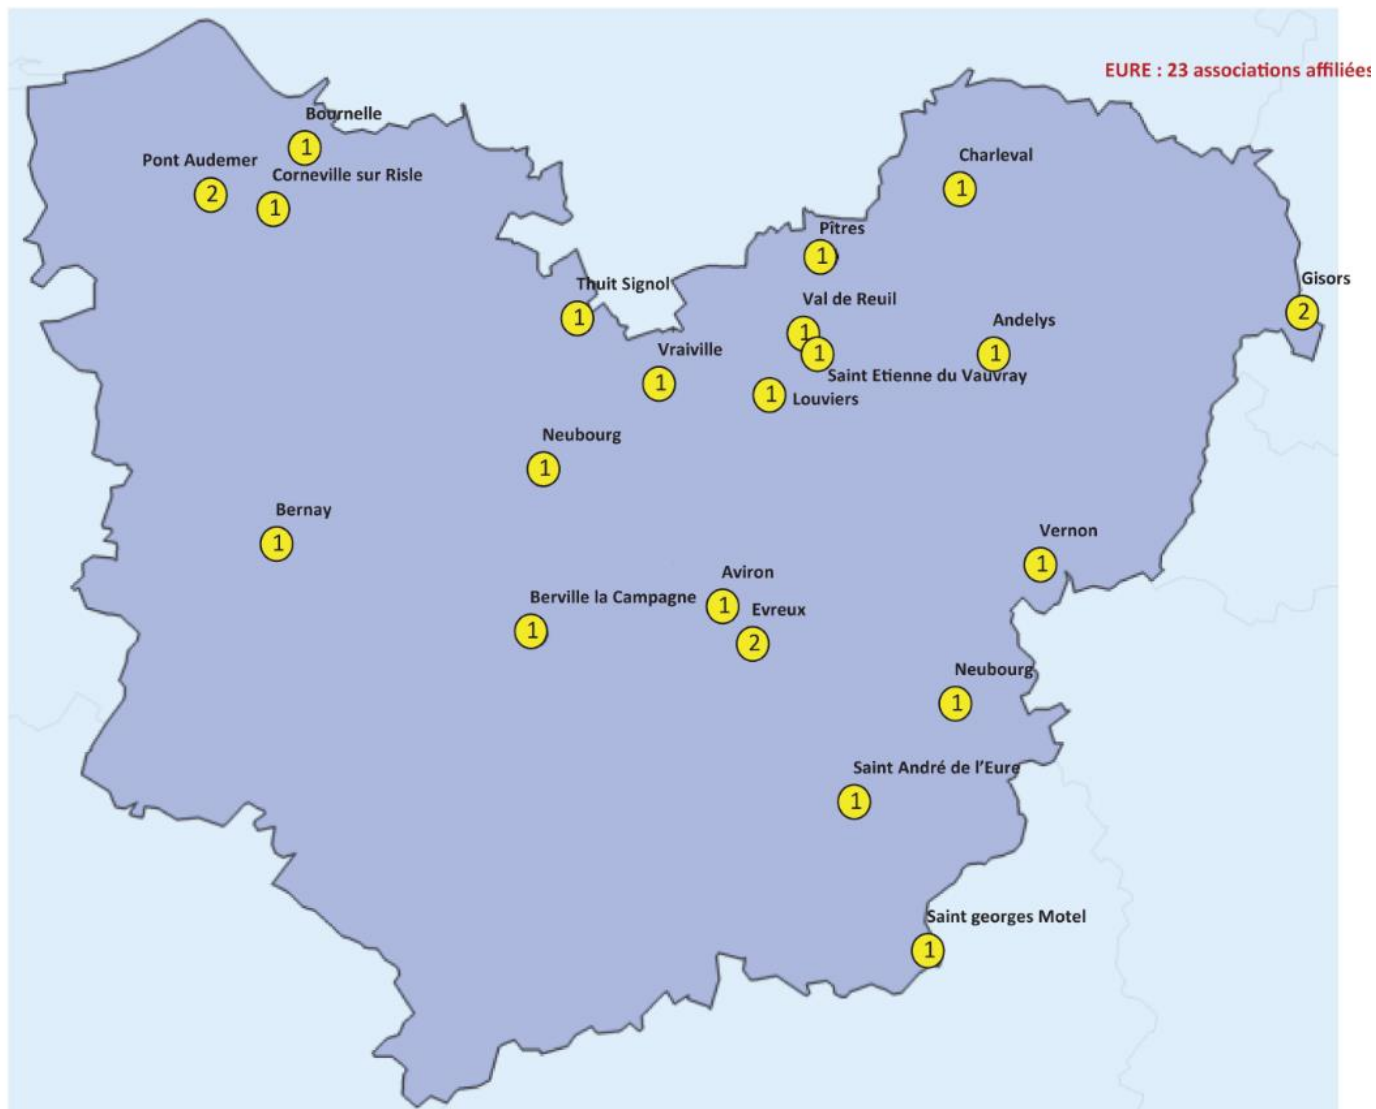 EURE : 23 associations affiliées
Bournelle
1
Pont Audemer
2
Corneville sur Risle
1
Charleval
1
Pîtres
1
Thuit Signol
1
Val de Reuil
1
Gisors
2
Andelys
1
Vraiville
1
1
Saint Etienne du Vauvray
1
Louviers
Neubourg
1
Bernay
1
Vernon
1
Aviron
1
Berville la Campagne
1
Evreux
2
Neubourg
1
Saint André de l'Eure
1
Saint georges Motel
1